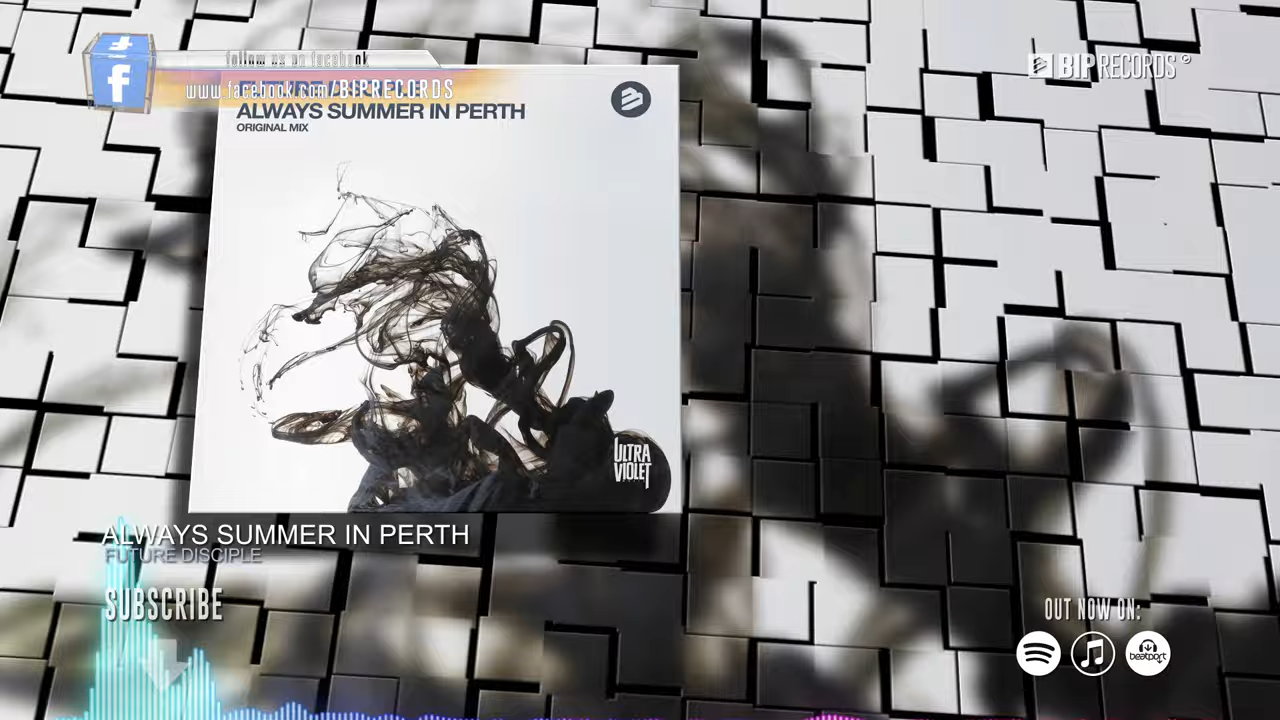 follow us on facebook
www.facebook.com/BIPRECORDS
BIP RECORDS
ALWAYS SUMMER IN PERTH
ORIGINAL MIX
ULTRA
VIOLET
ALWAYS SUMMER IN PERTH
FUTURE DISCIPLE
SUBSCRIBE
OUT NOW ON:
beatport